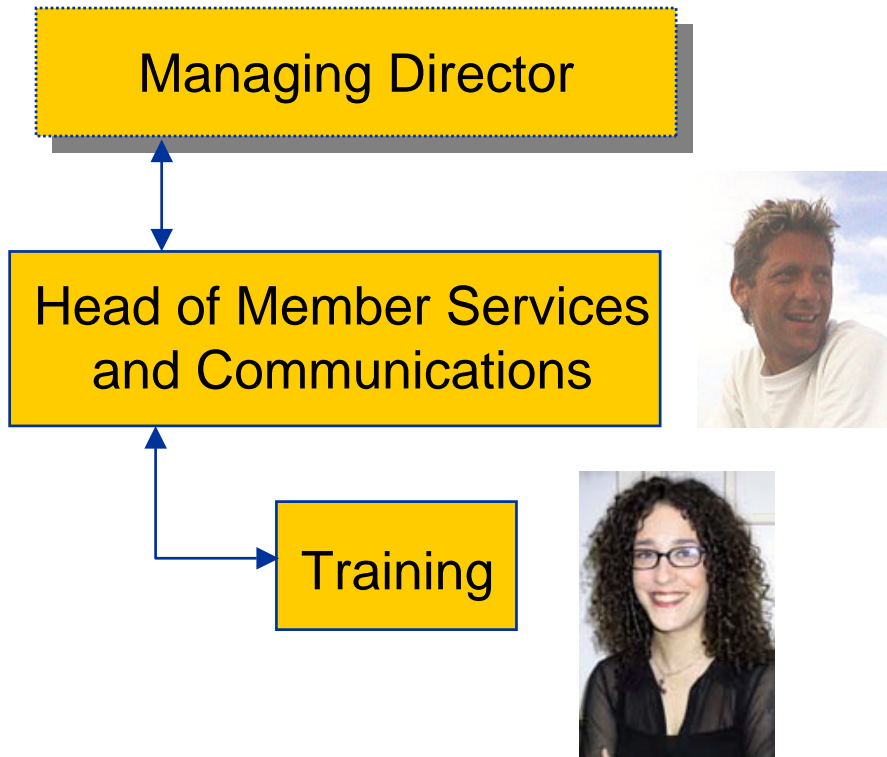 Managing Director
Head of Member Services
and Communications
Training